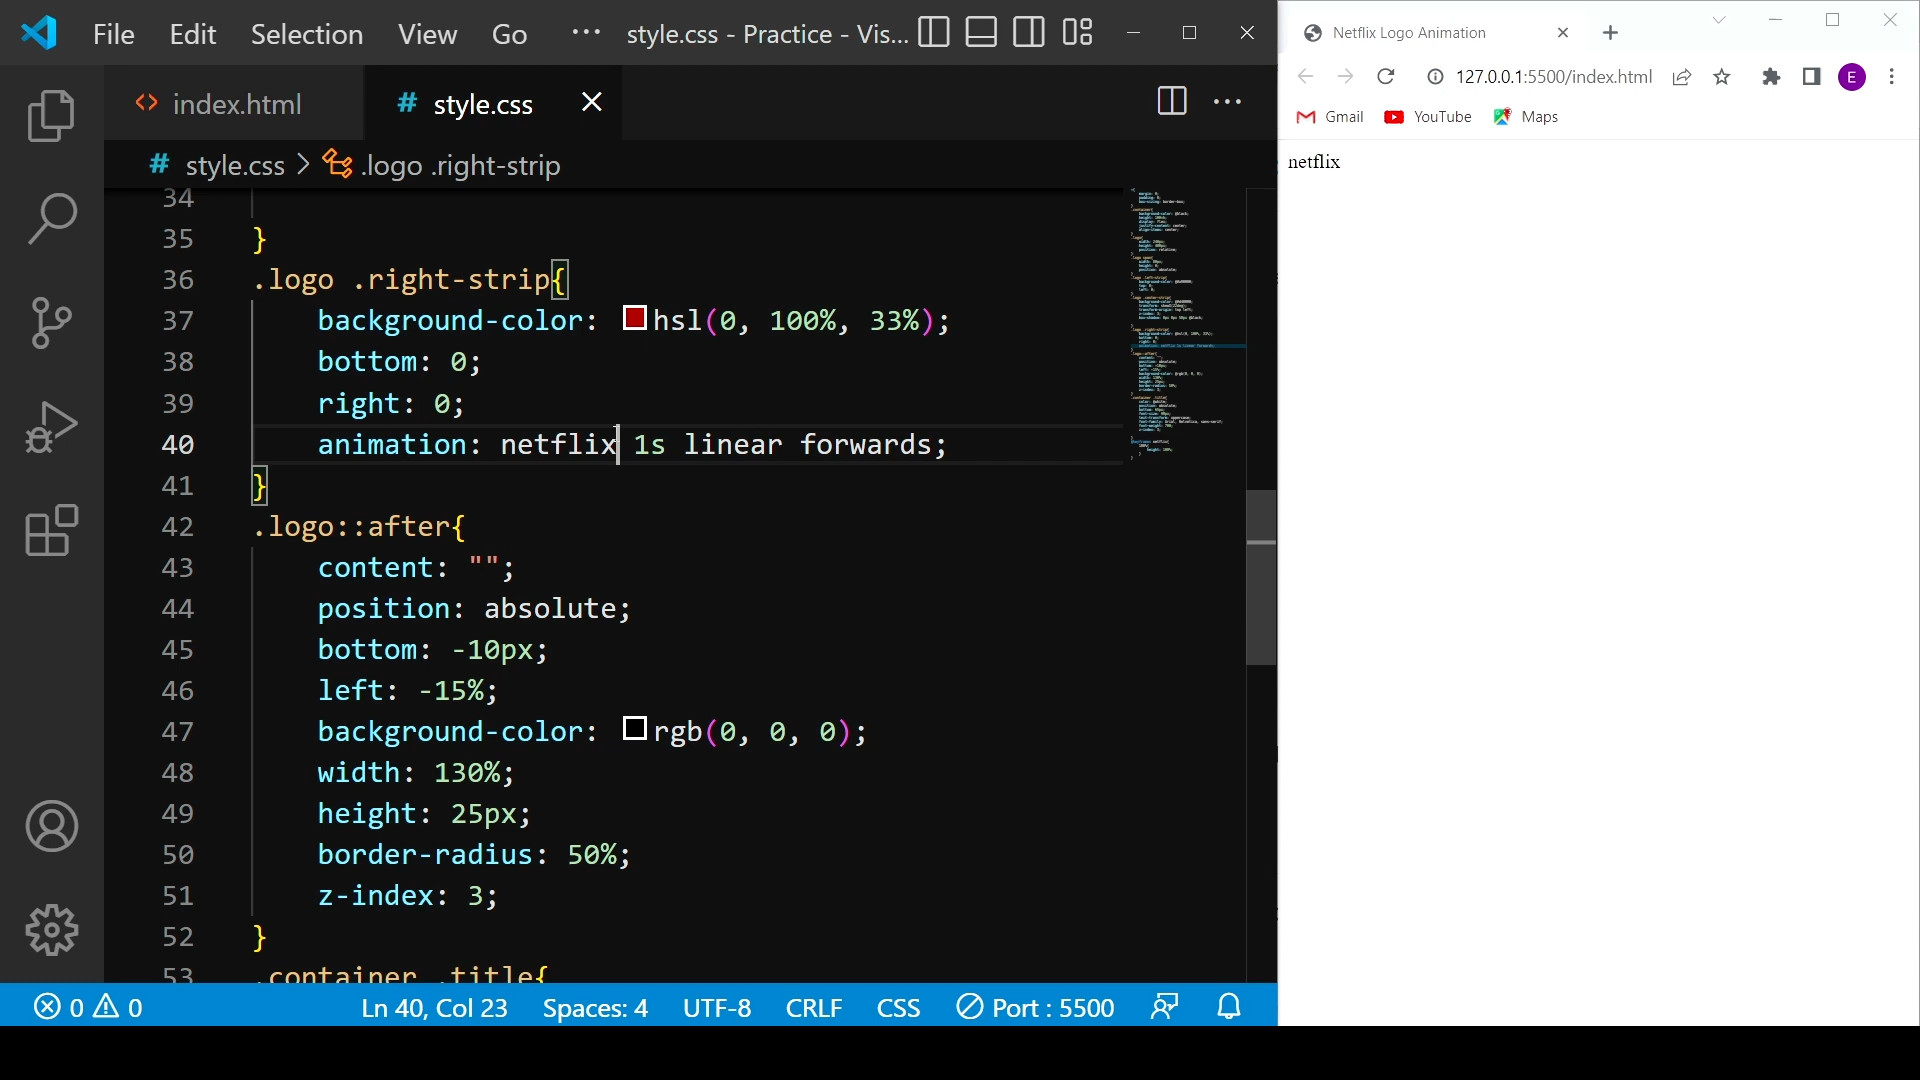 File Edit Selection View Go ··· style.css - Practice - Vis...
index.html # style.css
# style.css > .logo .right-strip
34
35 }
36 .logo .right-strip{
37 background-color: hsl(0, 100%, 33%);
38 bottom: 0;
39 right: 0;
40 animation: netflix 1s linear forwards;
41 }
42 .logo::after{
43 content: "";
44 position: absolute;
45 bottom: -10px;
46 left: -15%;
47 background-color: rgb(0, 0, 0);
48 width: 130%;
49 height: 25px;
50 border-radius: 50%;
51 z-index: 3;
52 }
53 .container .title{
0 0 Ln 40, Col 23 Spaces: 4 UTF-8 CRLF CSS Port : 5500
Netflix Logo Animation
127.0.0.1:5500/index.html E
Gmail YouTube Maps
netflix